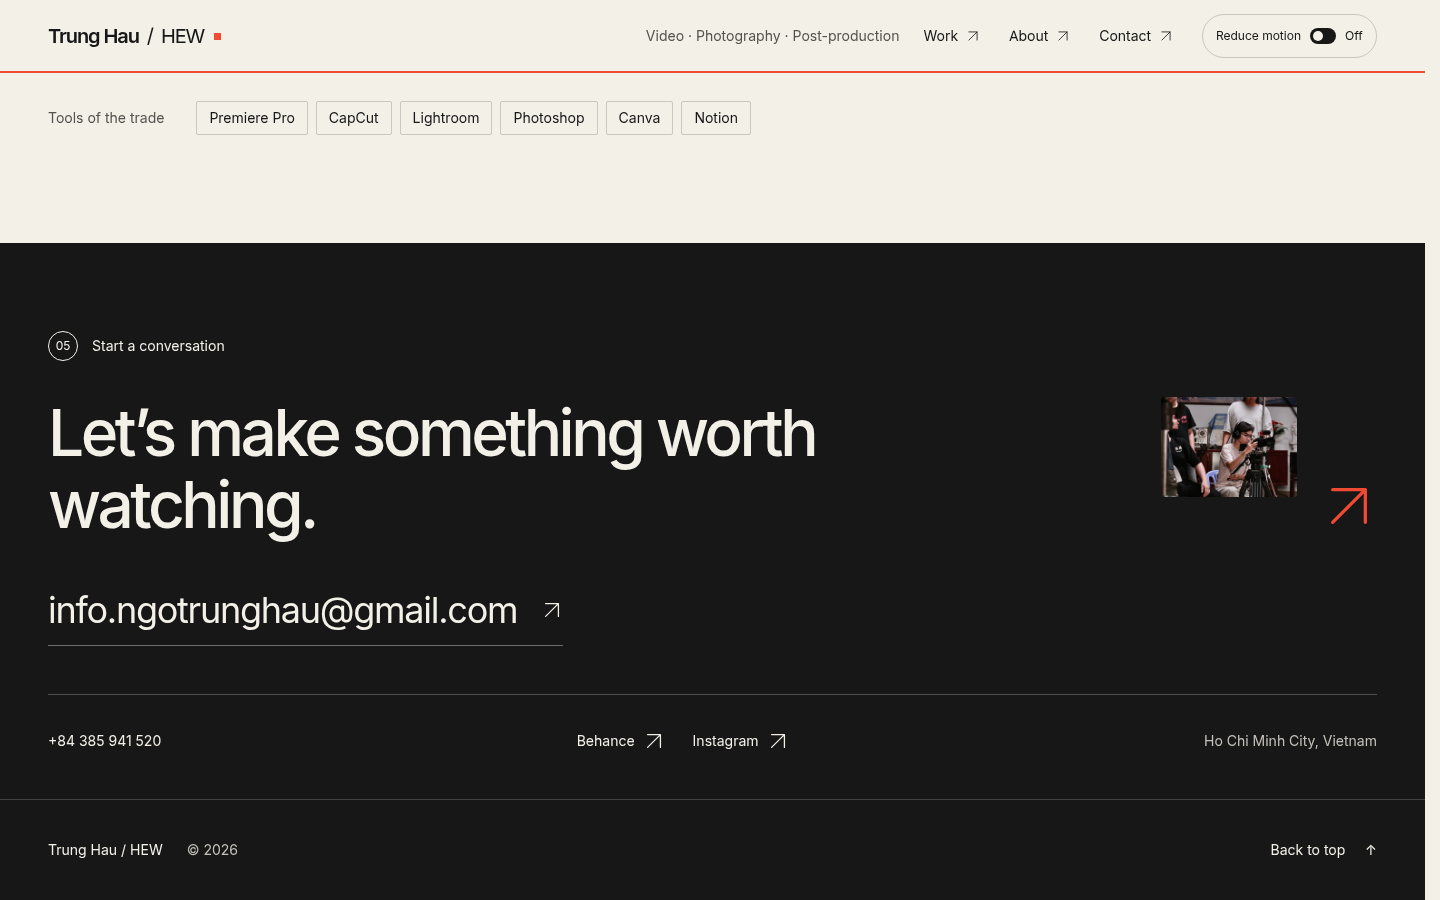 Trung Hau / HEW
Video · Photography · Post-production
Work
About
Contact
Reduce motion
Off
Tools of the trade
Premiere Pro
CapCut
Lightroom
Photoshop
Canva
Notion
05
Start a conversation
Let’s make something worth
watching.
info.ngotrunghau@gmail.com
+84 385 941 520
Behance
Instagram
Ho Chi Minh City, Vietnam
Trung Hau / HEW
© 2026
Back to top ↑